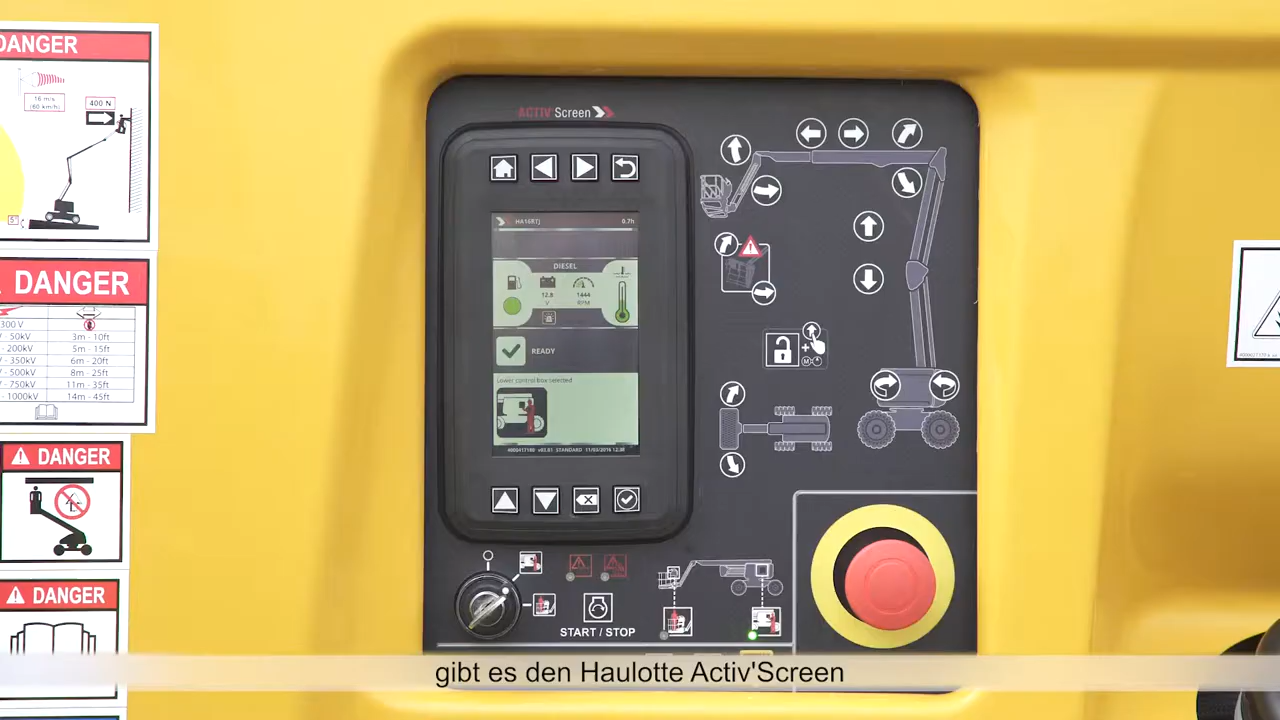 DANGER
16 m/s
(60 km/h)
400 N
DANGER
300 V
- 50kV 3m - 10ft
- 200kV 5m - 15ft
- 350kV 6m - 20ft
- 500kV 8m - 25ft
- 750kV 11m - 35ft
- 1000kV 14m - 45ft
DANGER
DANGER
ACTIV'Screen
HA16RTJ 0.7h
DIESEL
12.8
V
1444
RPM
READY
Lower control box selected
STANDARD
START / STOP
gibt es den Haulotte Activ'Screen